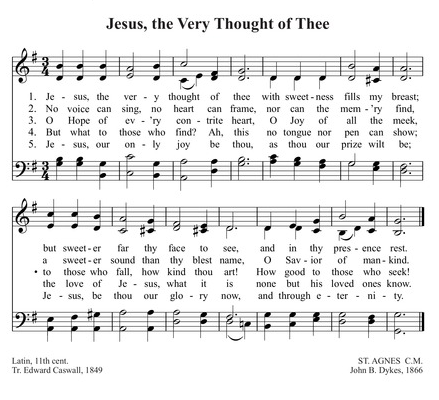 Jesus, the Very Thought of Thee
1. Je - sus, the ver - y thought of thee with sweet - ness fills my breast;
2. No voice can sing, no heart can frame, nor can the mem - 'ry find,
3. O Hope of ev - 'ry con - trite heart, O Joy of all the meek,
4. But what to those who find? Ah, this no tongue nor pen can show;
5. Je - sus, our on - ly joy be thou, as thou our prize wilt be;
but sweet - er far thy face to see, and in thy pres - ence rest.
a sweet - er sound than thy blest name, O Sav - ior of man - kind.
• to those who fall, how kind thou art! How good to those who seek!
the love of Je - sus, what it is none but his loved ones know.
Je - sus, be thou our glo - ry now, and through e - ter - ni - ty.
Latin, 11th cent.
Tr. Edward Caswall, 1849
ST. AGNES C.M.
John B. Dykes, 1866